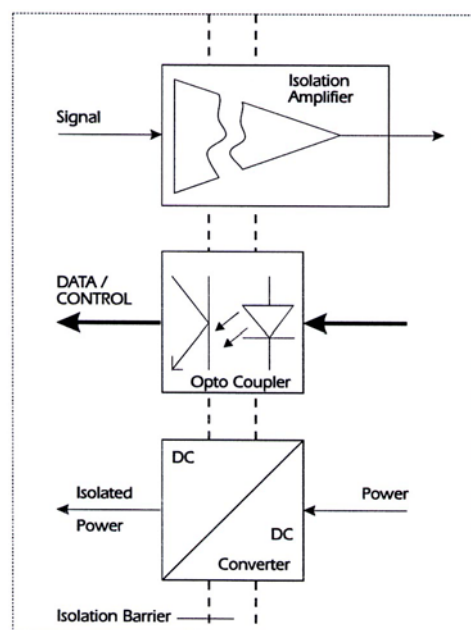 Isolation
Amplifier
Signal
DATA /
CONTROL
Opto Coupler
DC
Isolated
Power
Power
DC
Converter
Isolation Barrier